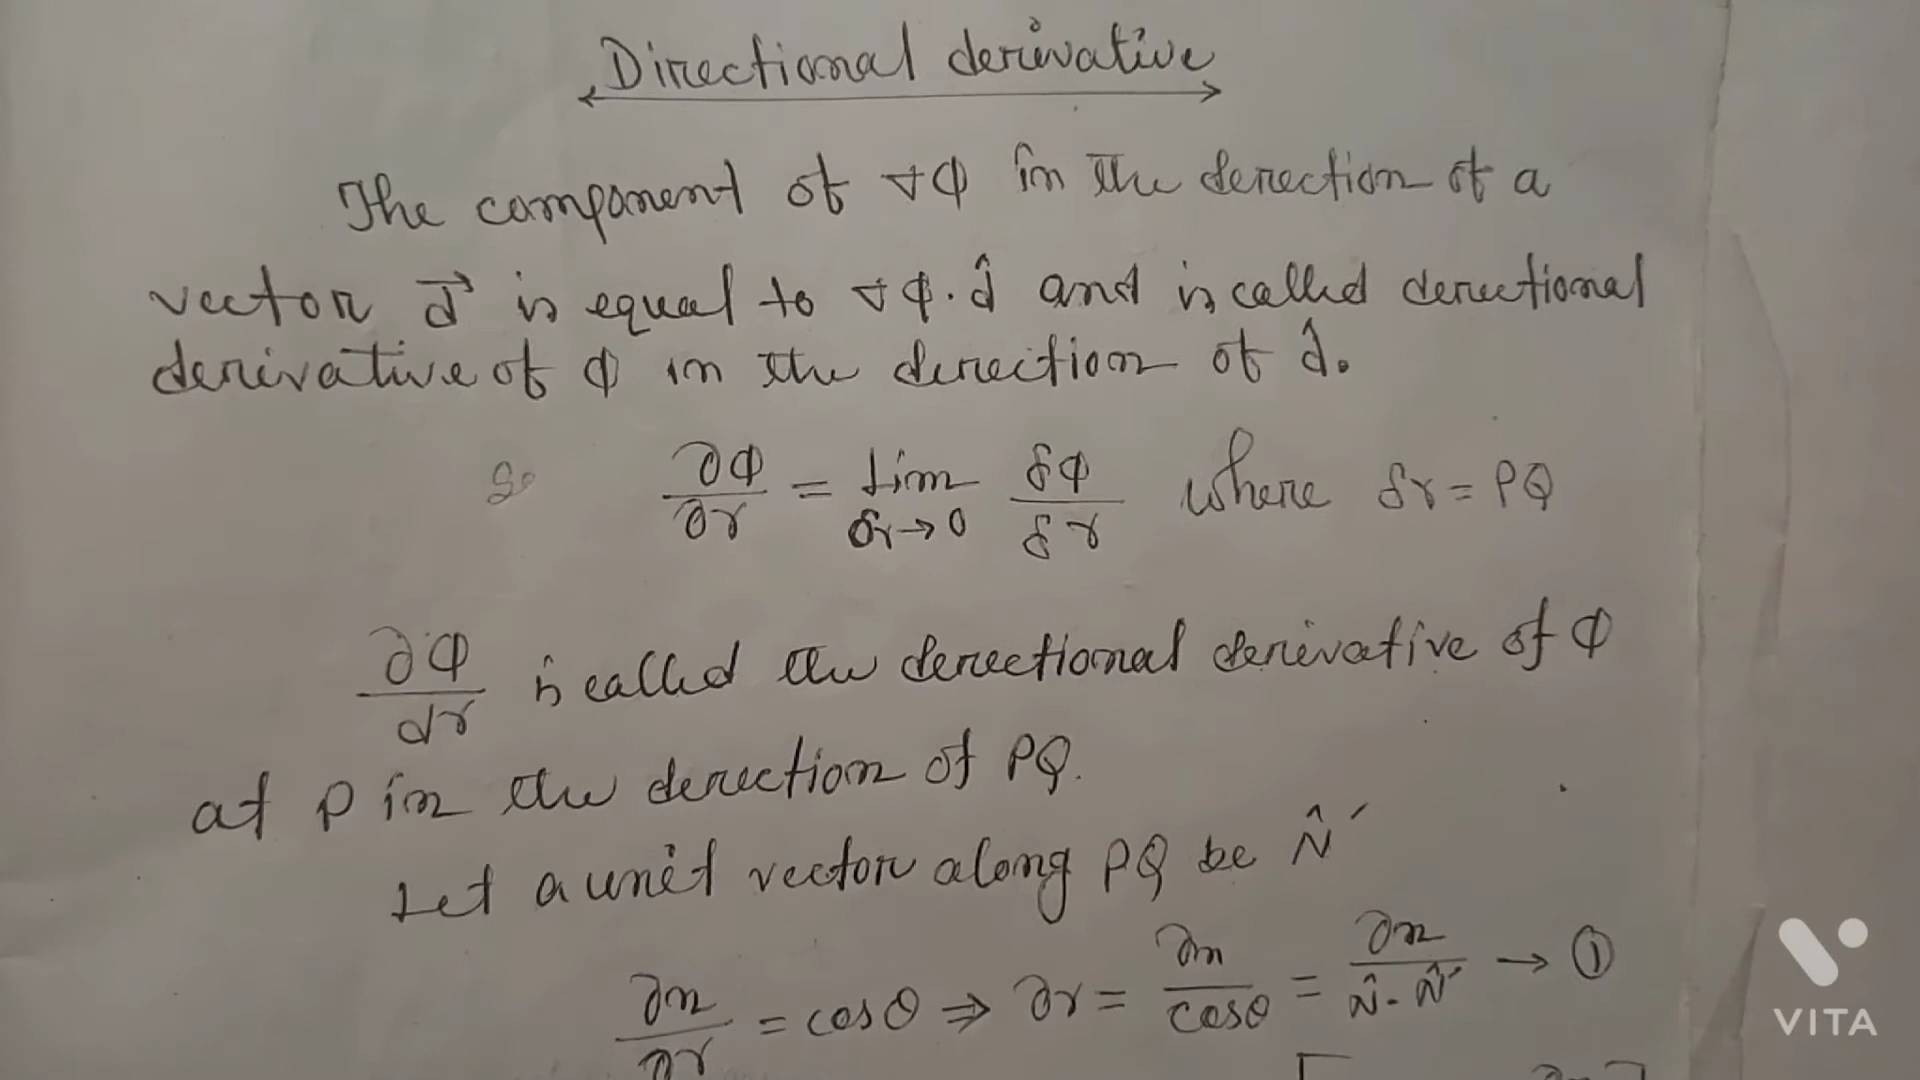 Directional derivative
The component of ∇Φ in the derection of a
vector d⃗ is equal to ∇Φ.d̂ and is called derectional
derivative of Φ in the derection of d̂.
So ∂Φ/∂r = lim δr→0 δΦ/δr where δr = PQ
∂Φ/dr is called the derectional derivative of Φ
at P in the derection of PQ.
Let a unit vector along PQ be N̂′
∂n/∂r = cosθ ⇒ ∂r = ∂n/cosθ = ∂n/N̂·N̂′ → ①
VITA